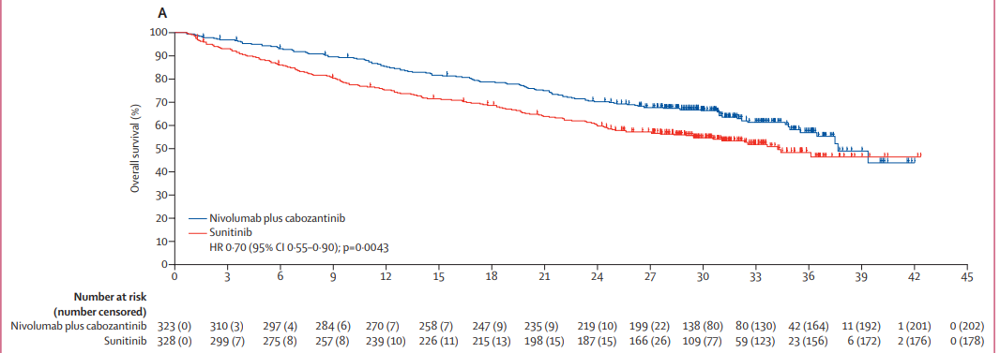 A
100
90
80
70
60
50
40
30
20
10
0
Overall survival (%)
Nivolumab plus cabozantinib
Sunitinib
HR 0·70 (95% CI 0·55–0·90); p=0·0043
0 3 6 9 12 15 18 21 24 27 30 33 36 39 42 45
Number at risk
(number censored)
Nivolumab plus cabozantinib 323 (0) 310 (3) 297 (4) 284 (6) 270 (7) 258 (7) 247 (9) 235 (9) 219 (10) 199 (22) 138 (80) 80 (130) 42 (164) 11 (192) 1 (201) 0 (202)
Sunitinib 328 (0) 299 (7) 275 (8) 257 (8) 239 (10) 226 (11) 215 (13) 198 (15) 187 (15) 166 (26) 109 (77) 59 (123) 23 (156) 6 (172) 2 (176) 0 (178)